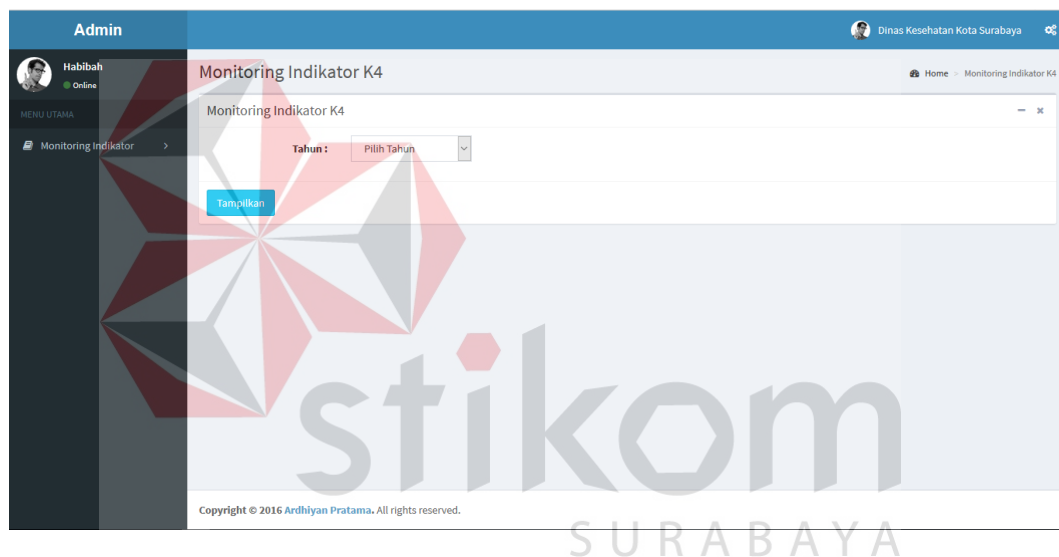 Admin
Dinas Kesehatan Kota Surabaya
Habibah
Online
Monitoring Indikator K4
Home > Monitoring Indikator K4
MENU UTAMA
Monitoring Indikator K4
Monitoring Indikator
Tahun :
Pilih Tahun
Tampilkan
stikom
SURABAYA
Copyright © 2016 Ardhiyan Pratama. All rights reserved.